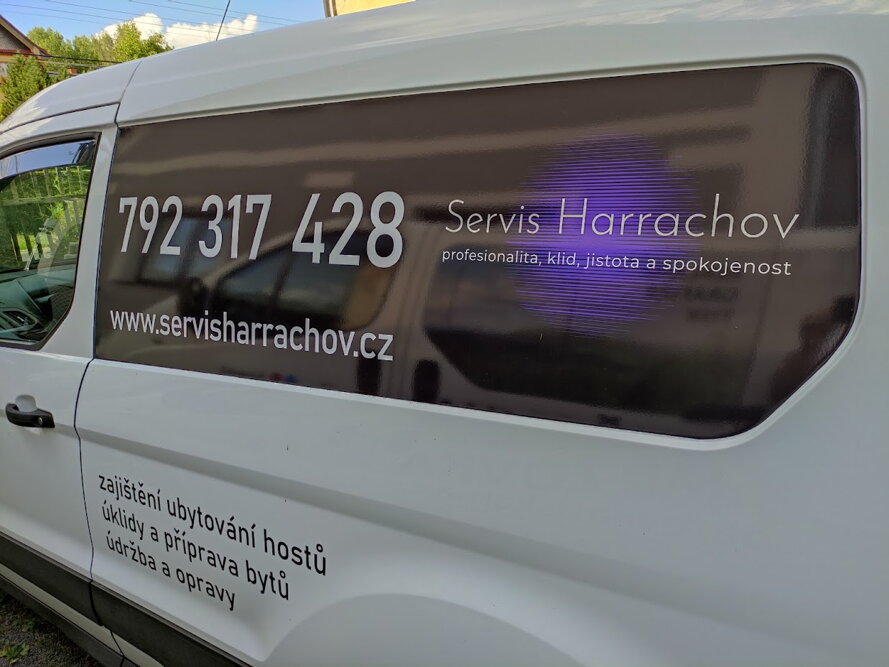 792 317 428
www.servisharrachov.cz
Servis Harrachov
profesionalita, klid, jistota a spokojenost
zajištění ubytování hostů
úklidy a příprava bytů
údržba a opravy